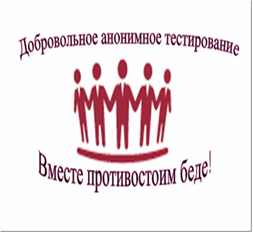 Добровольное анонимное тестирование
Вместе противостоим беде!